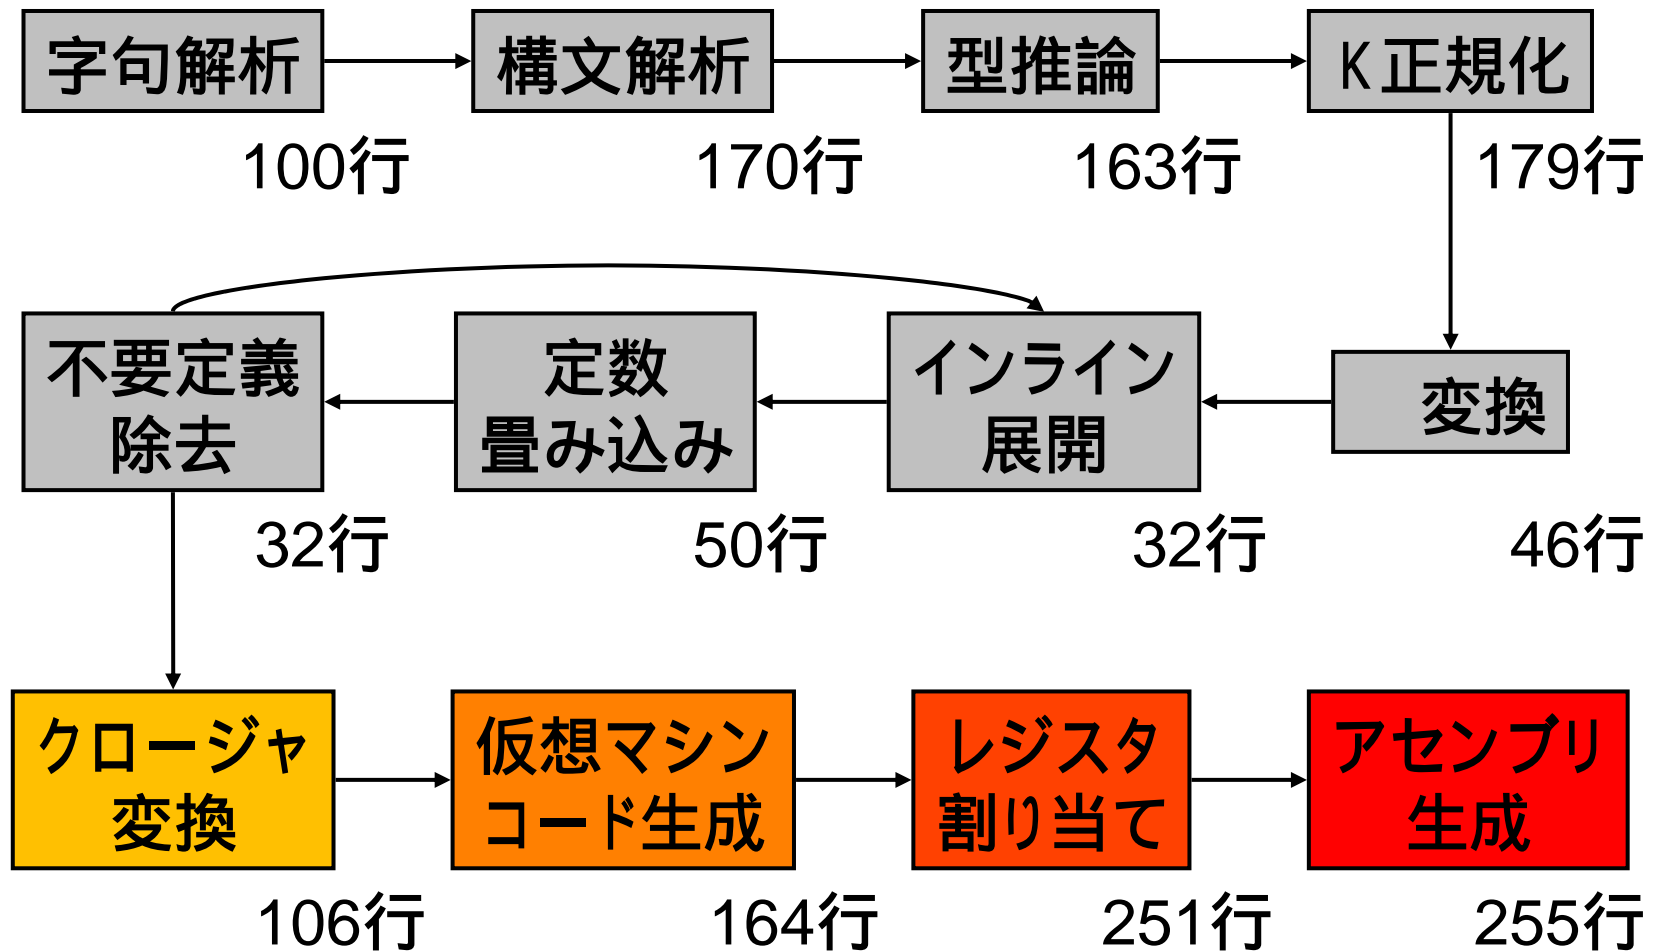 字句解析
構文解析
型推論
K正規化
100行
170行
163行
179行
不要定義
除去
定数
畳み込み
インライン
展開
変換
32行
50行
32行
46行
クロージャ
変換
仮想マシン
コード生成
レジスタ
割り当て
アセンブリ
生成
106行
164行
251行
255行